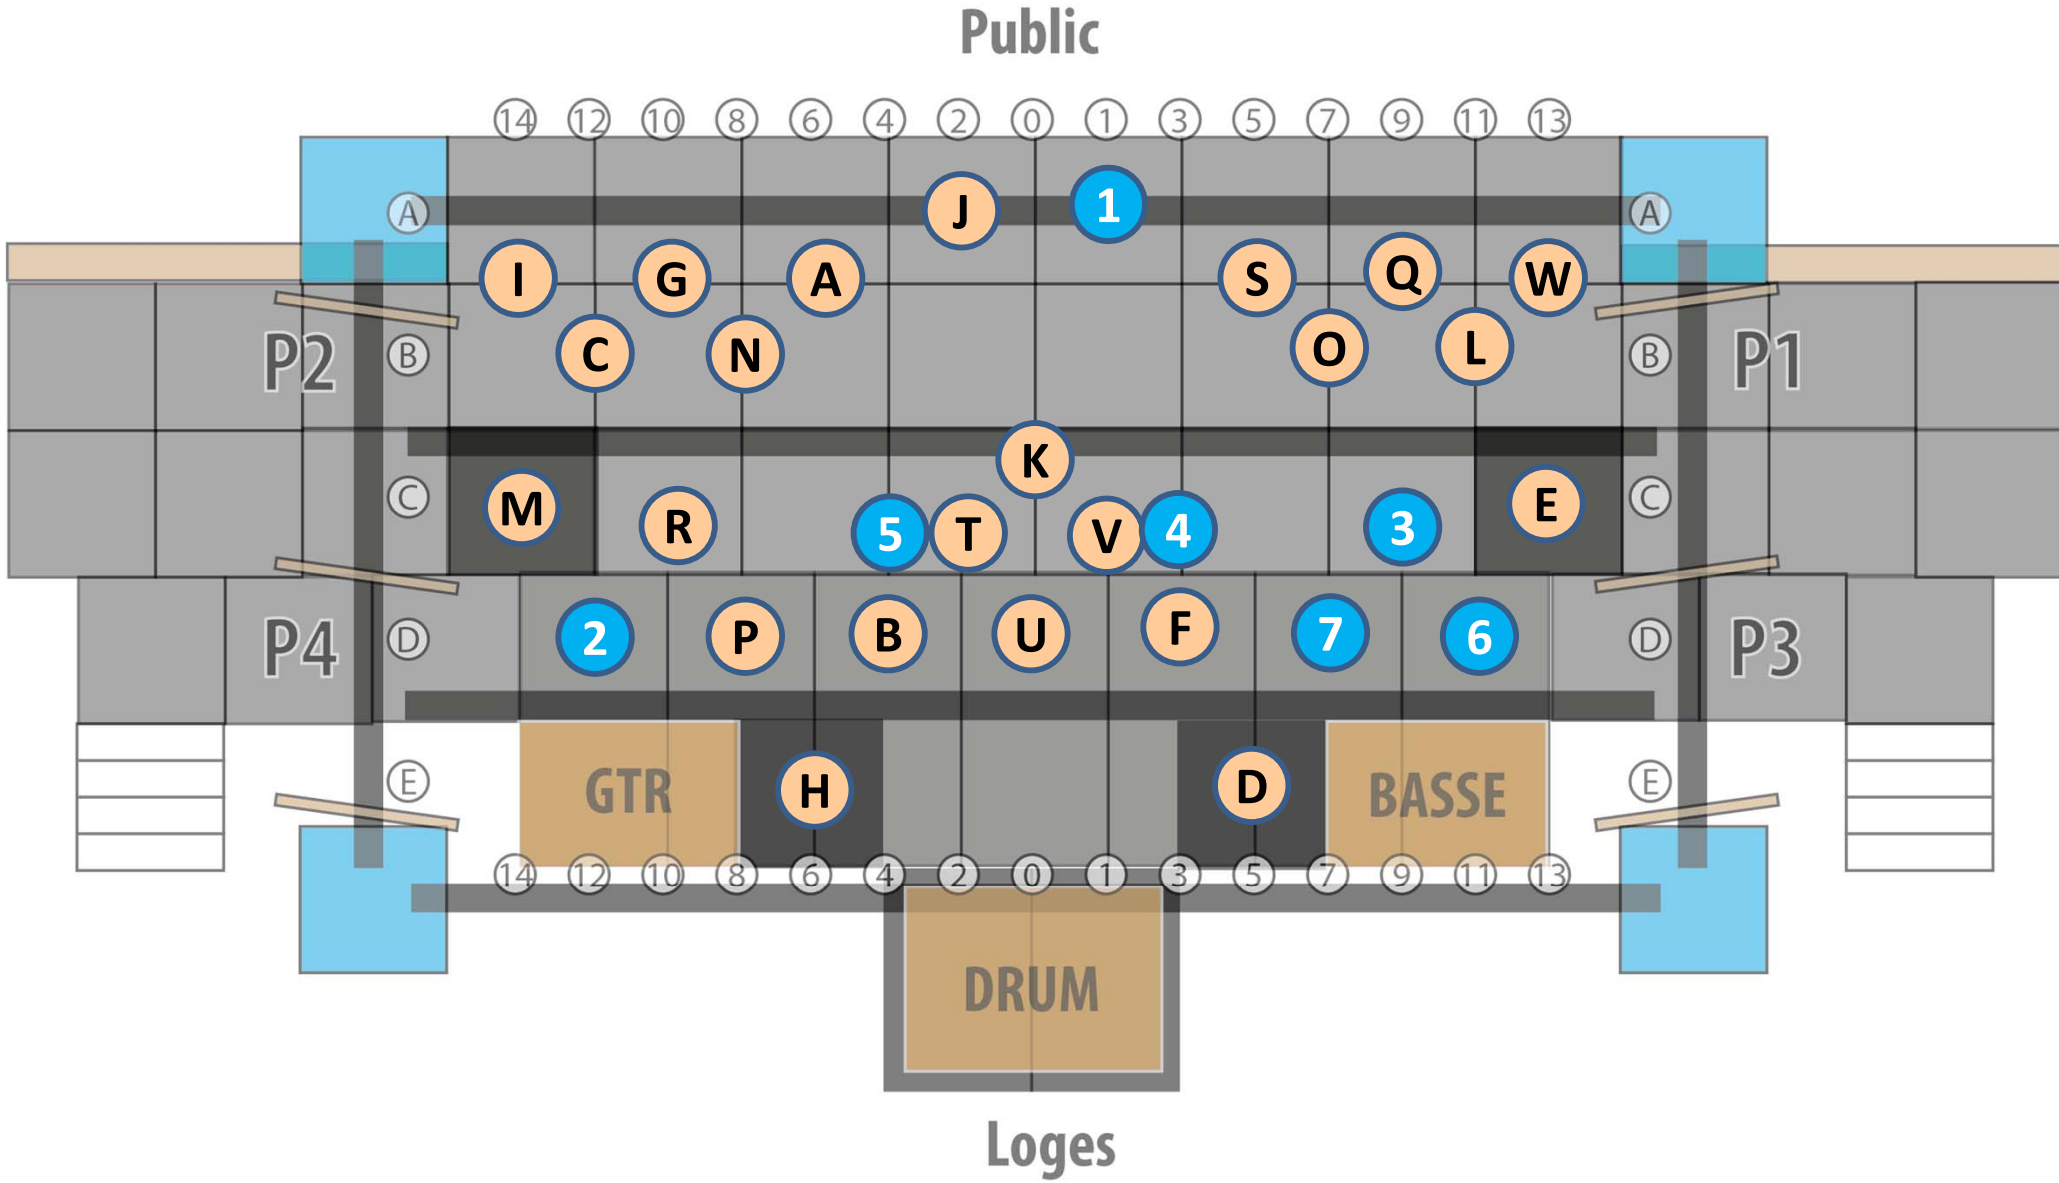 Public
14 12 10 8 6 4 2 0 1 3 5 7 9 11 13
A J 1 A
I G A S Q W
P2 B C N O L B P1
K
C M R 5 T V 4 3 E C
P4 D 2 P B U F 7 6 D P3
E GTR H D BASSE E
14 12 10 8 6 4 2 0 1 3 5 7 9 11 13
DRUM
Loges